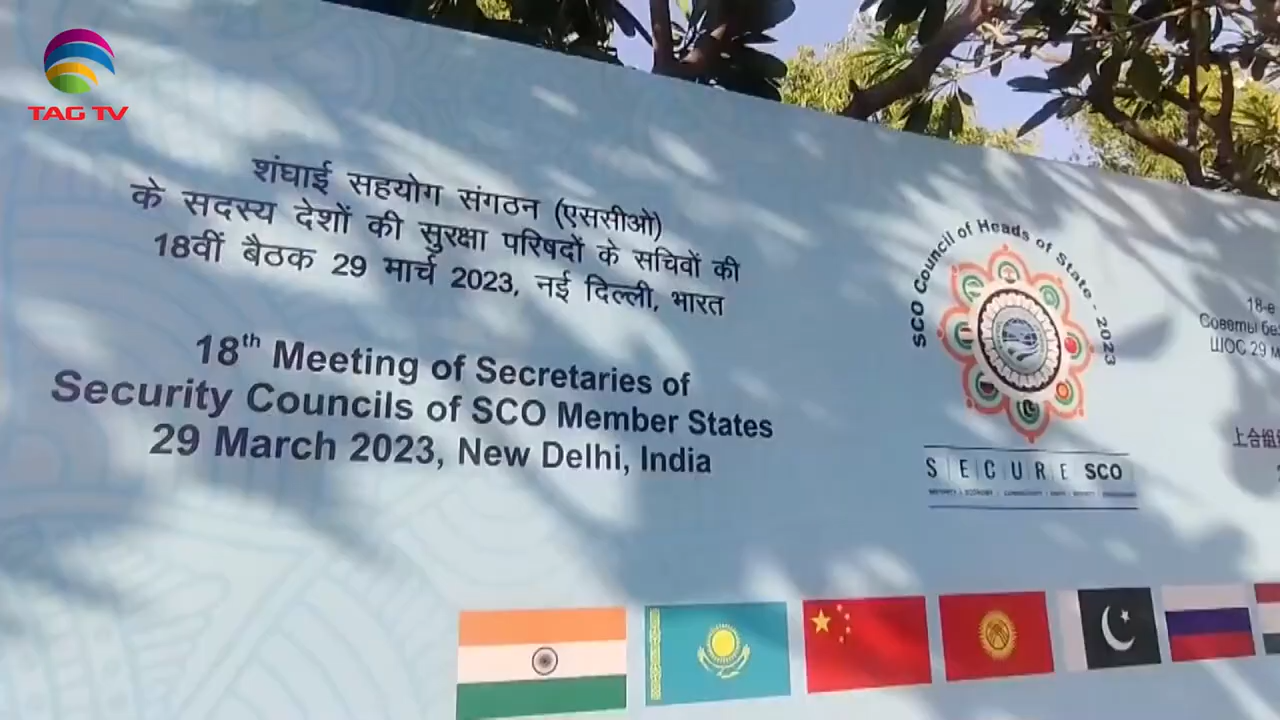 TAG TV
शंघाई सहयोग संगठन (एससीओ)
के सदस्य देशों की सुरक्षा परिषदों के सचिवों की
18वीं बैठक 29 मार्च 2023, नई दिल्ली, भारत
18th Meeting of Secretaries of
Security Councils of SCO Member States
29 March 2023, New Delhi, India
SCO Council of Heads of State - 2023
SECURE SCO
18-е
Советы
ШОС 29
上合组